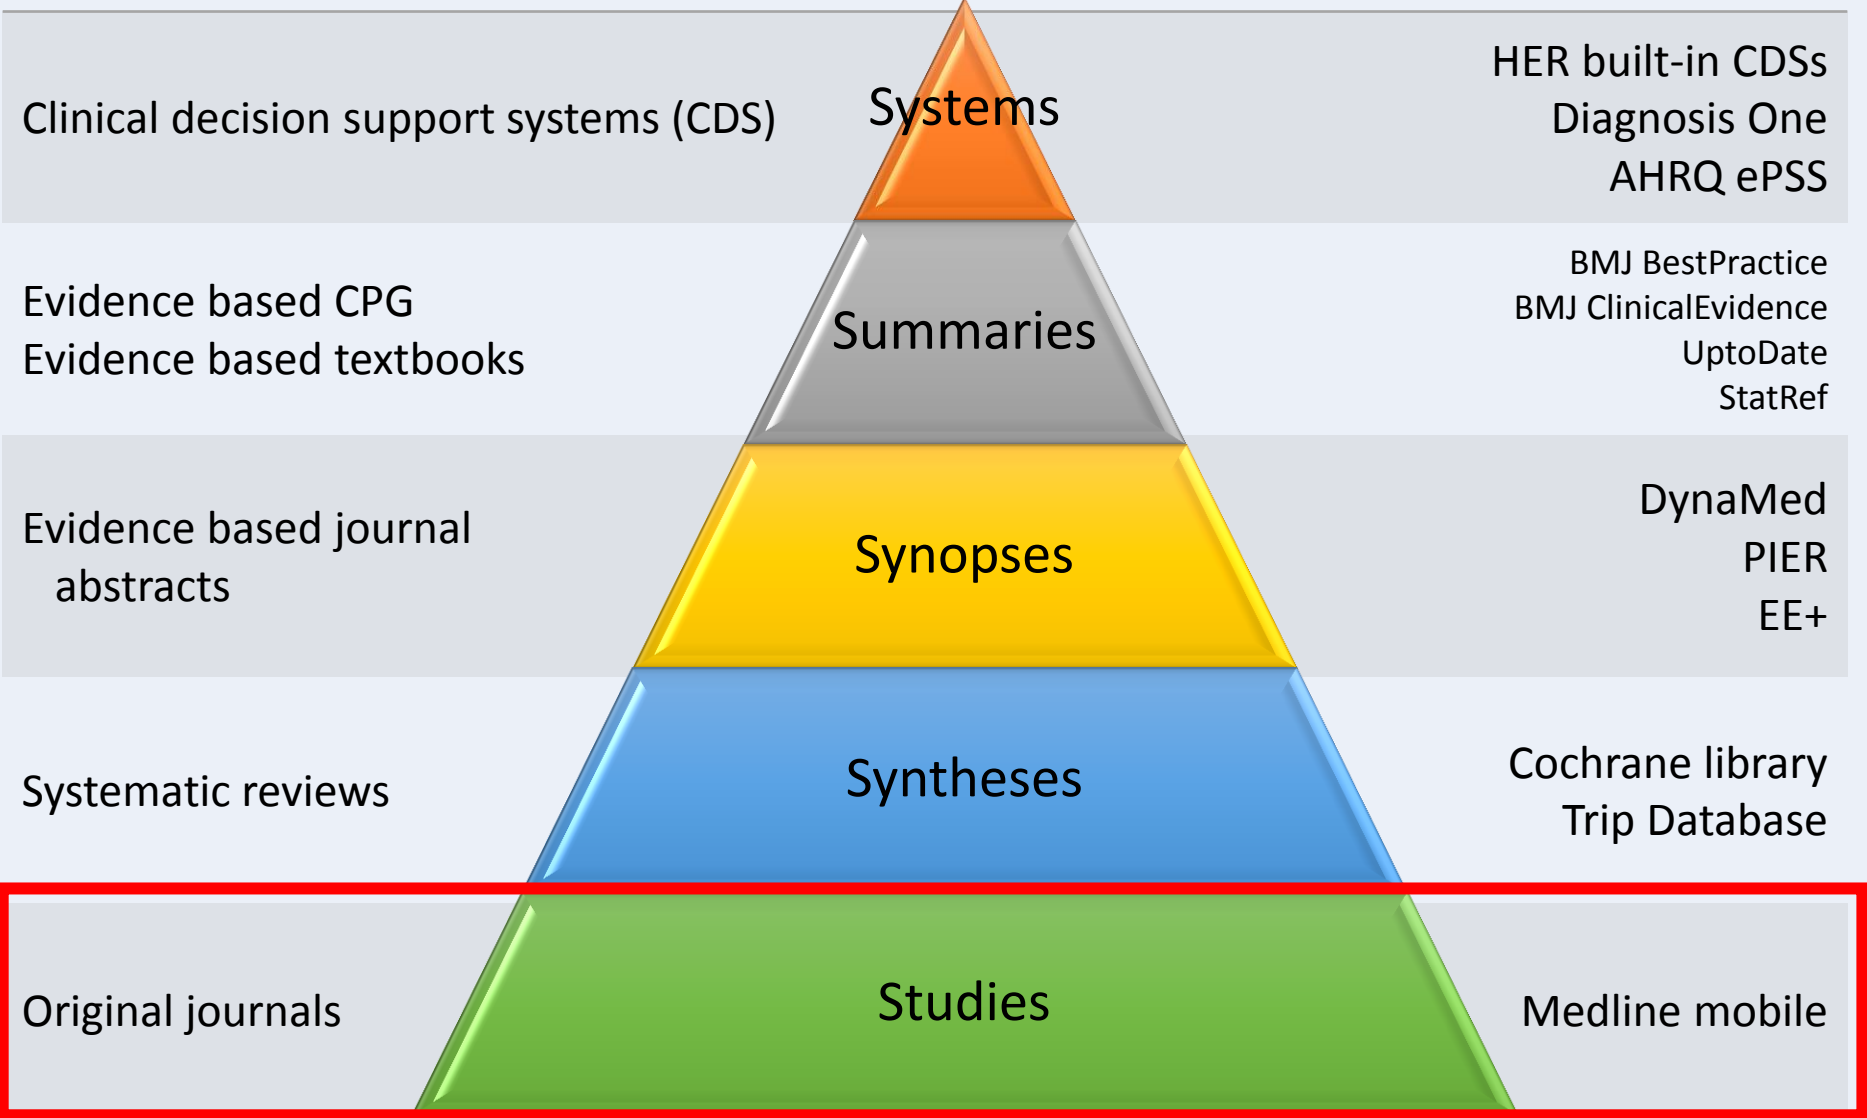 Clinical decision support systems (CDS)
Systems
HER built-in CDSs
Diagnosis One
AHRQ ePSS
Evidence based CPG
Evidence based textbooks
Summaries
BMJ BestPractice
BMJ ClinicalEvidence
UptoDate
StatRef
Evidence based journal
abstracts
Synopses
DynaMed
PIER
EE+
Systematic reviews
Syntheses
Cochrane library
Trip Database
Original journals
Studies
Medline mobile